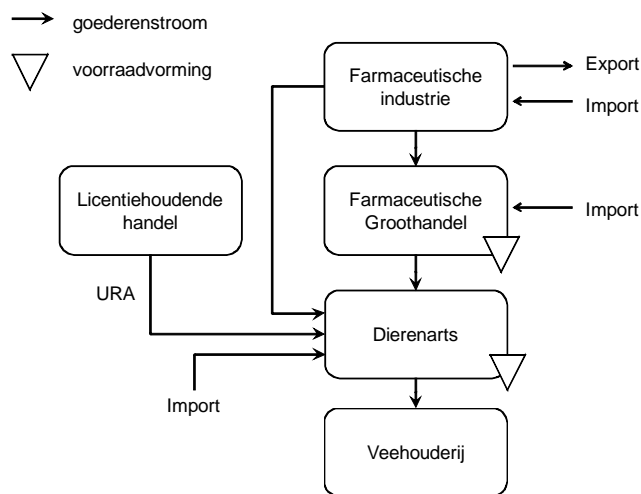 goederenstroom
voorraadvorming
Farmaceutische
industrie
Export
Import
Licentiehoudende
handel
Farmaceutische
Groothandel
Import
URA
Dierenarts
Import
Veehouderij